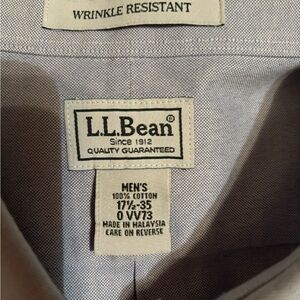 WRINKLE RESISTANT
L.L.Bean®
Since 1912
QUALITY GUARANTEED
MEN'S
100% COTTON
17½-35
0 VV73
MADE IN MALAYSIA
CARE ON REVERSE